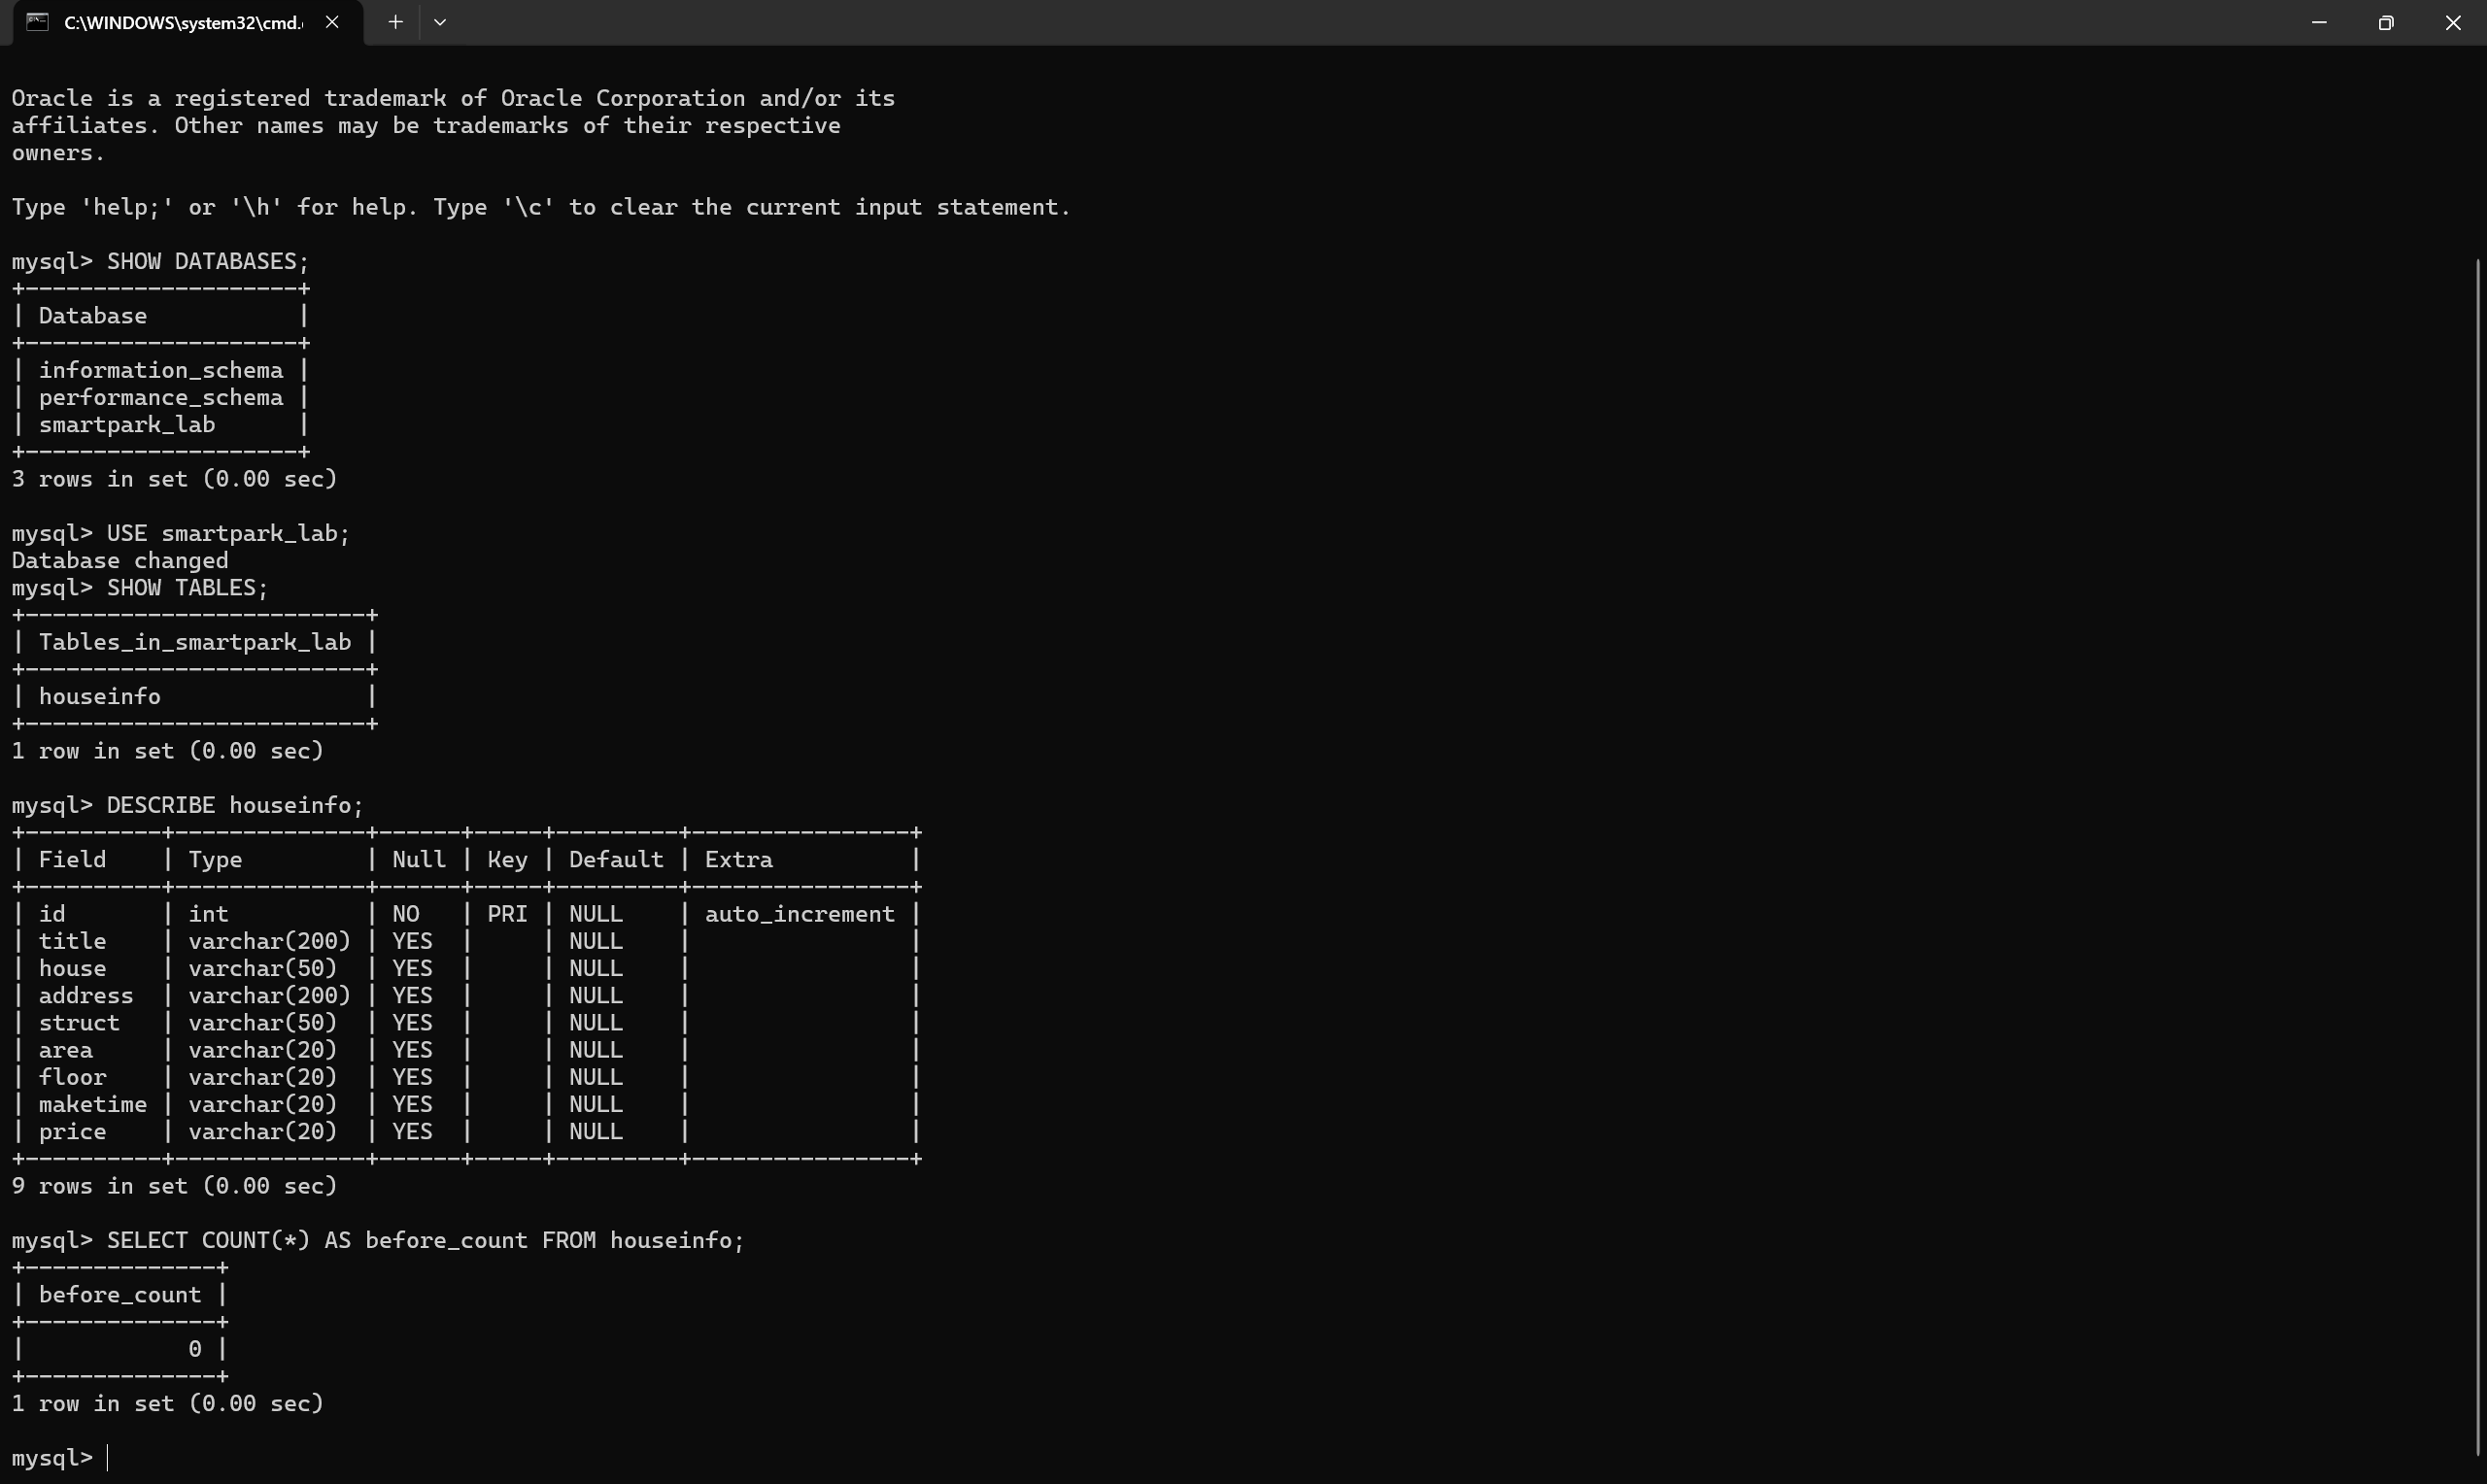 C:\WINDOWS\system32\cmd.
Oracle is a registered trademark of Oracle Corporation and/or its
affiliates. Other names may be trademarks of their respective
owners.
Type 'help;' or '\h' for help. Type '\c' to clear the current input statement.
mysql> SHOW DATABASES;
+--------------------+
| Database           |
+--------------------+
| information_schema |
| performance_schema |
| smartpark_lab      |
+--------------------+
3 rows in set (0.00 sec)
mysql> USE smartpark_lab;
Database changed
mysql> SHOW TABLES;
+-------------------------+
| Tables_in_smartpark_lab |
+-------------------------+
| houseinfo               |
+-------------------------+
1 row in set (0.00 sec)
mysql> DESCRIBE houseinfo;
+----------+--------------+------+-----+---------+----------------+
| Field    | Type         | Null | Key | Default | Extra          |
+----------+--------------+------+-----+---------+----------------+
| id       | int          | NO   | PRI | NULL    | auto_increment |
| title    | varchar(200) | YES  |     | NULL    |                |
| house    | varchar(50)  | YES  |     | NULL    |                |
| address  | varchar(200) | YES  |     | NULL    |                |
| struct   | varchar(50)  | YES  |     | NULL    |                |
| area     | varchar(20)  | YES  |     | NULL    |                |
| floor    | varchar(20)  | YES  |     | NULL    |                |
| maketime | varchar(20)  | YES  |     | NULL    |                |
| price    | varchar(20)  | YES  |     | NULL    |                |
+----------+--------------+------+-----+---------+----------------+
9 rows in set (0.00 sec)
mysql> SELECT COUNT(*) AS before_count FROM houseinfo;
+--------------+
| before_count |
+--------------+
|            0 |
+--------------+
1 row in set (0.00 sec)
mysql>